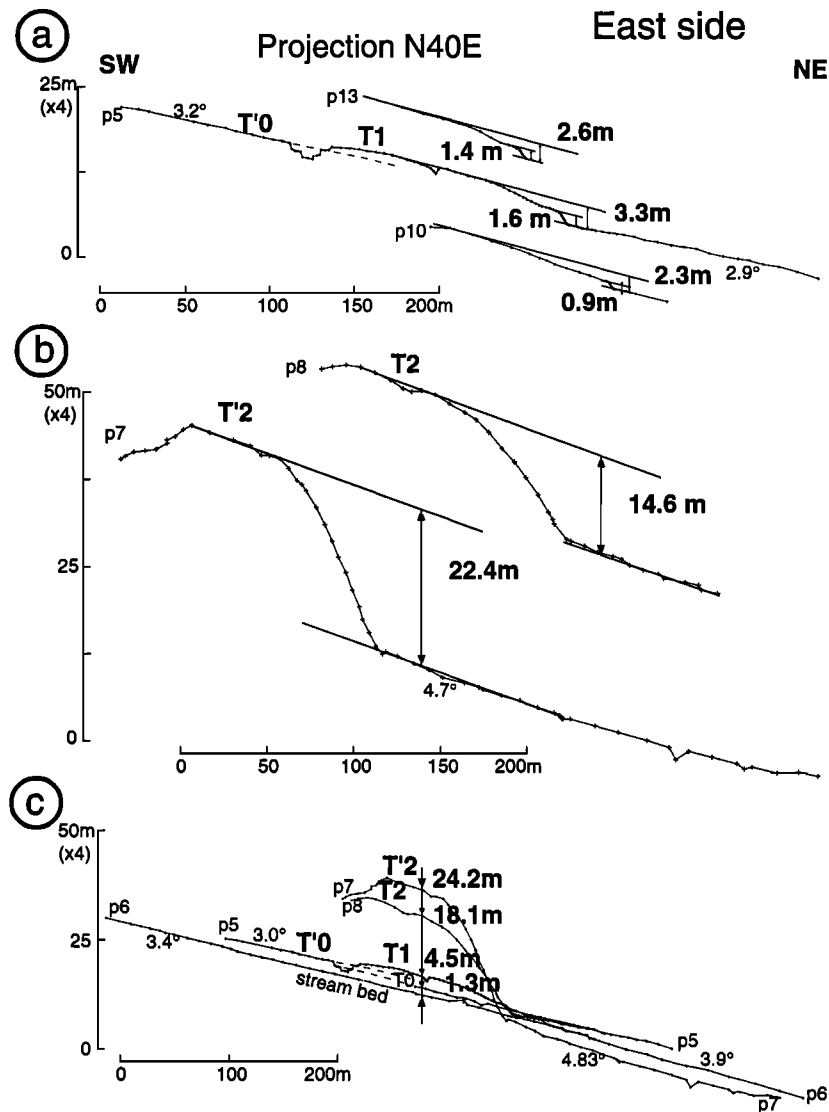 a
Projection N40E
East side
SW
NE
25m
(x4)
p5
3.2°
T'0
T1
p13
2.6m
1.4 m
3.3m
1.6 m
p10
2.3m
2.9°
0.9m
0
0
50
100
150
200m
b
p8
T2
50m
(x4)
p7
T'2
14.6 m
25
22.4m
4.7°
0
0
50
100
150
200m
c
50m
(x4)
T'2
24.2m
p7
T2
p8
18.1m
p6
p5
3.0°
3.4°
T'0
T1
4.5m
25
T0
1.3m
stream bed
p5
4.83°
3.9°
0
p7
p6
0
100
200